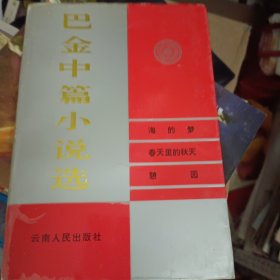 巴金中篇小说选
海的梦
春天里的秋天
憩园
云南人民出版社